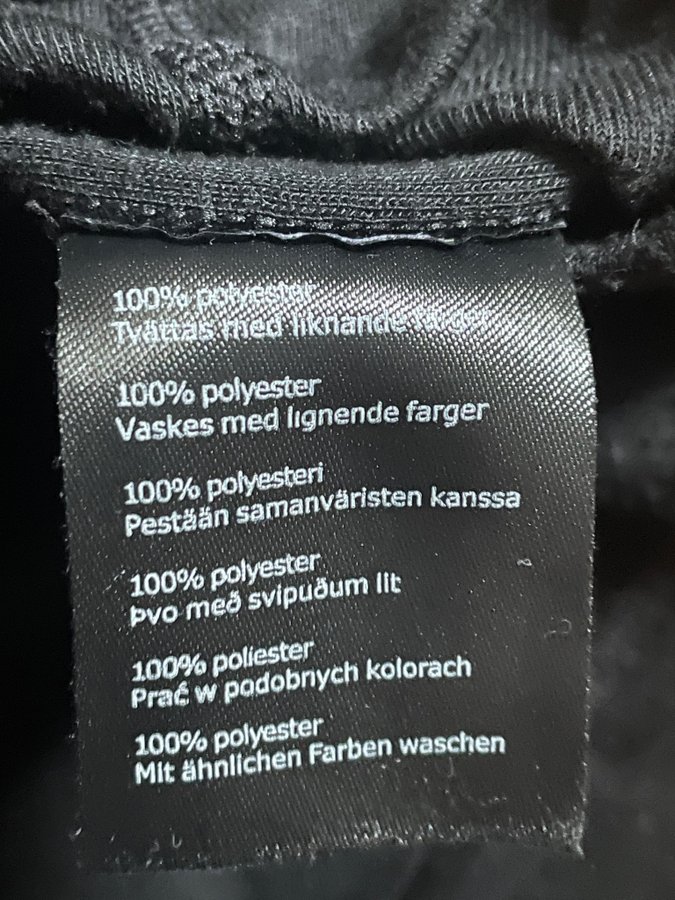 100% polyester
Tvättas med liknande färger
100% polyester
Vaskes med lignende farger
100% polyesteri
Pestään samanväristen kanssa
100% polyester
Þvo með svipuðum lit
100% poliester
Prać w podobnych kolorach
100% polyester
Mit ähnlichen Farben waschen